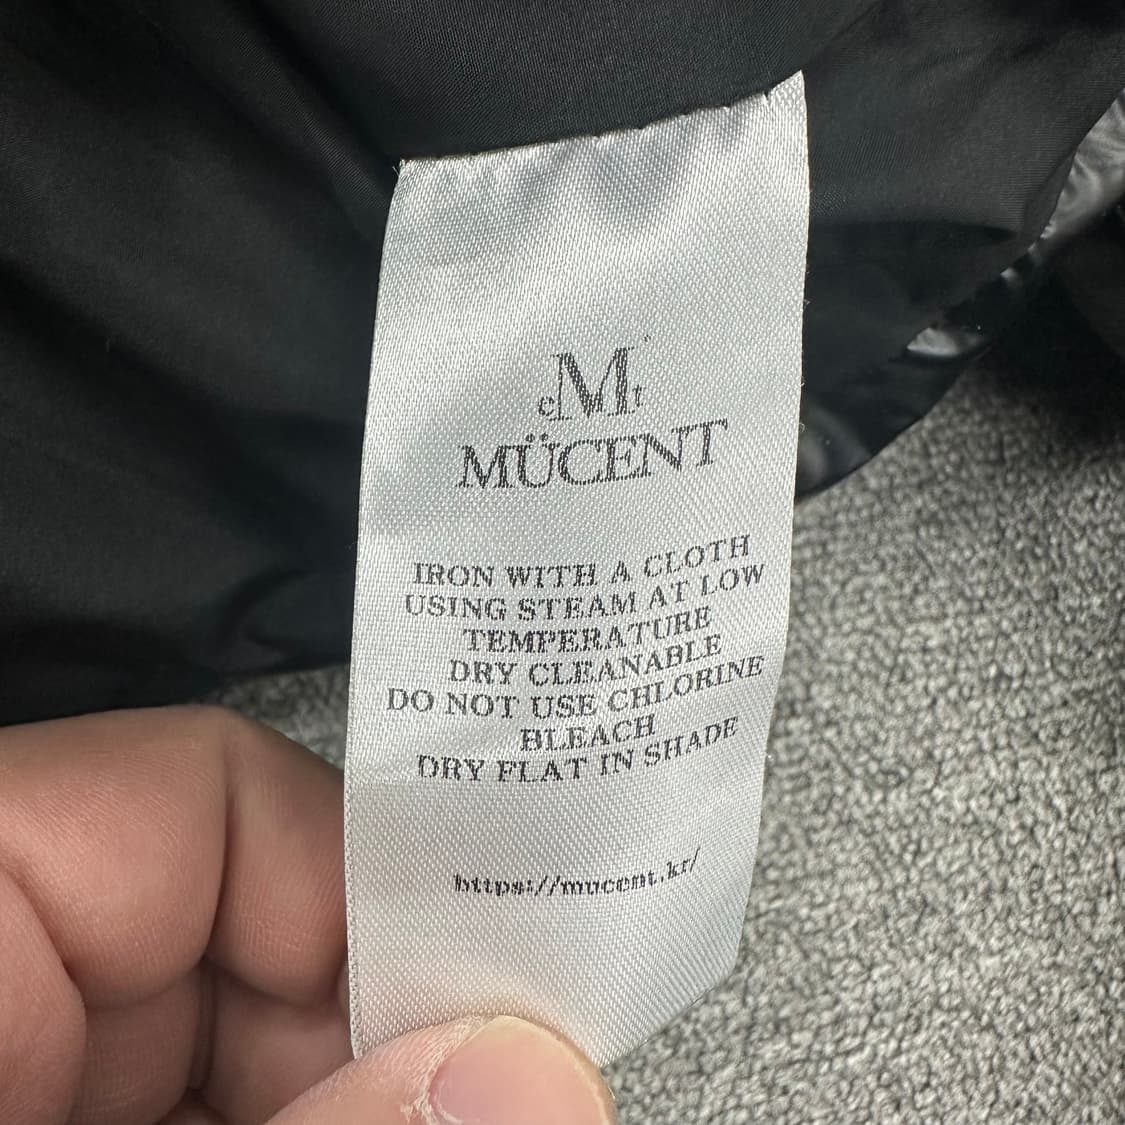 cMt
MÜCENT
IRON WITH A CLOTH
USING STEAM AT LOW
TEMPERATURE
DRY CLEANABLE
DO NOT USE CHLORINE
BLEACH
DRY FLAT IN SHADE
https://mucent.kr/